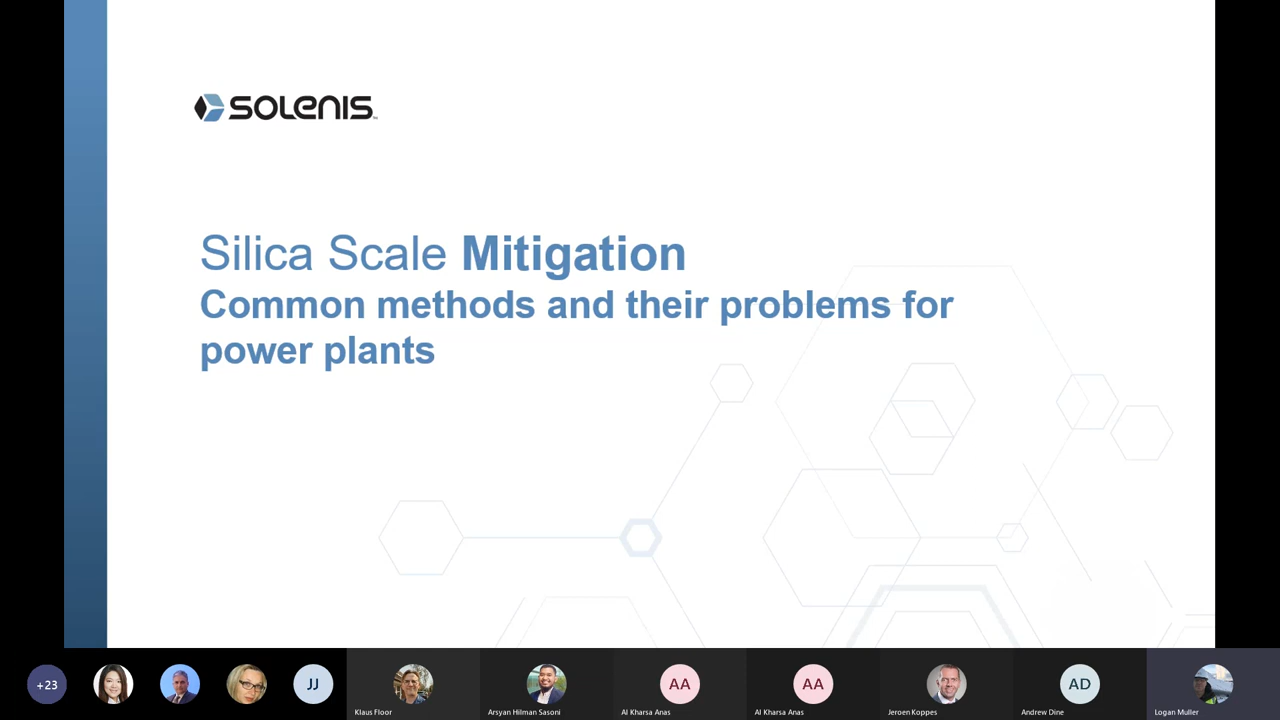 SOLENIS
Silica Scale Mitigation
Common methods and their problems for
power plants
+23
JJ
Klaus Floor
Arsyan Hilman Sasoni
AA
Al Kharsa Anas
AA
Al Kharsa Anas
Jeroen Koppes
AD
Andrew Dine
Logan Muller